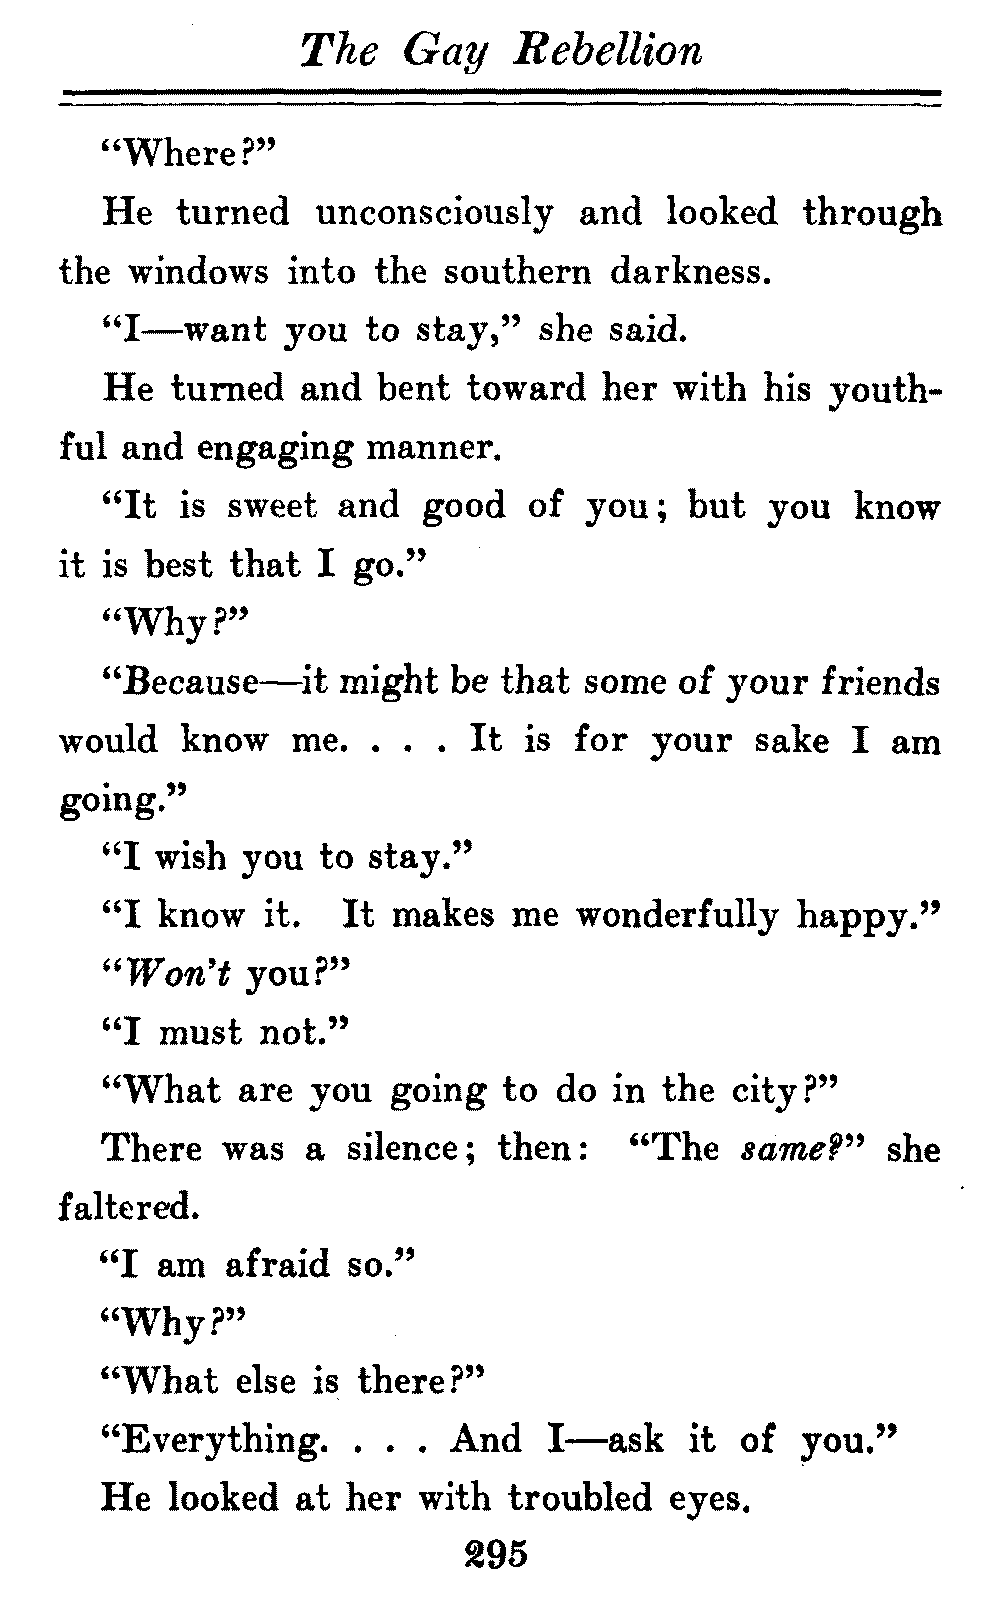 The Gay Rebellion
“Where?”
He turned unconsciously and looked through
the windows into the southern darkness.
“I—want you to stay,” she said.
He turned and bent toward her with his youth-
ful and engaging manner.
“It is sweet and good of you; but you know
it is best that I go.”
“Why?”
“Because—it might be that some of your friends
would know me. . . . It is for your sake I am
going.”
“I wish you to stay.”
“I know it. It makes me wonderfully happy.”
“Won’t you?”
“I must not.”
“What are you going to do in the city?”
There was a silence; then: “The same?” she
faltered.
“I am afraid so.”
“Why?”
“What else is there?”
“Everything. . . . And I—ask it of you.”
He looked at her with troubled eyes.
295